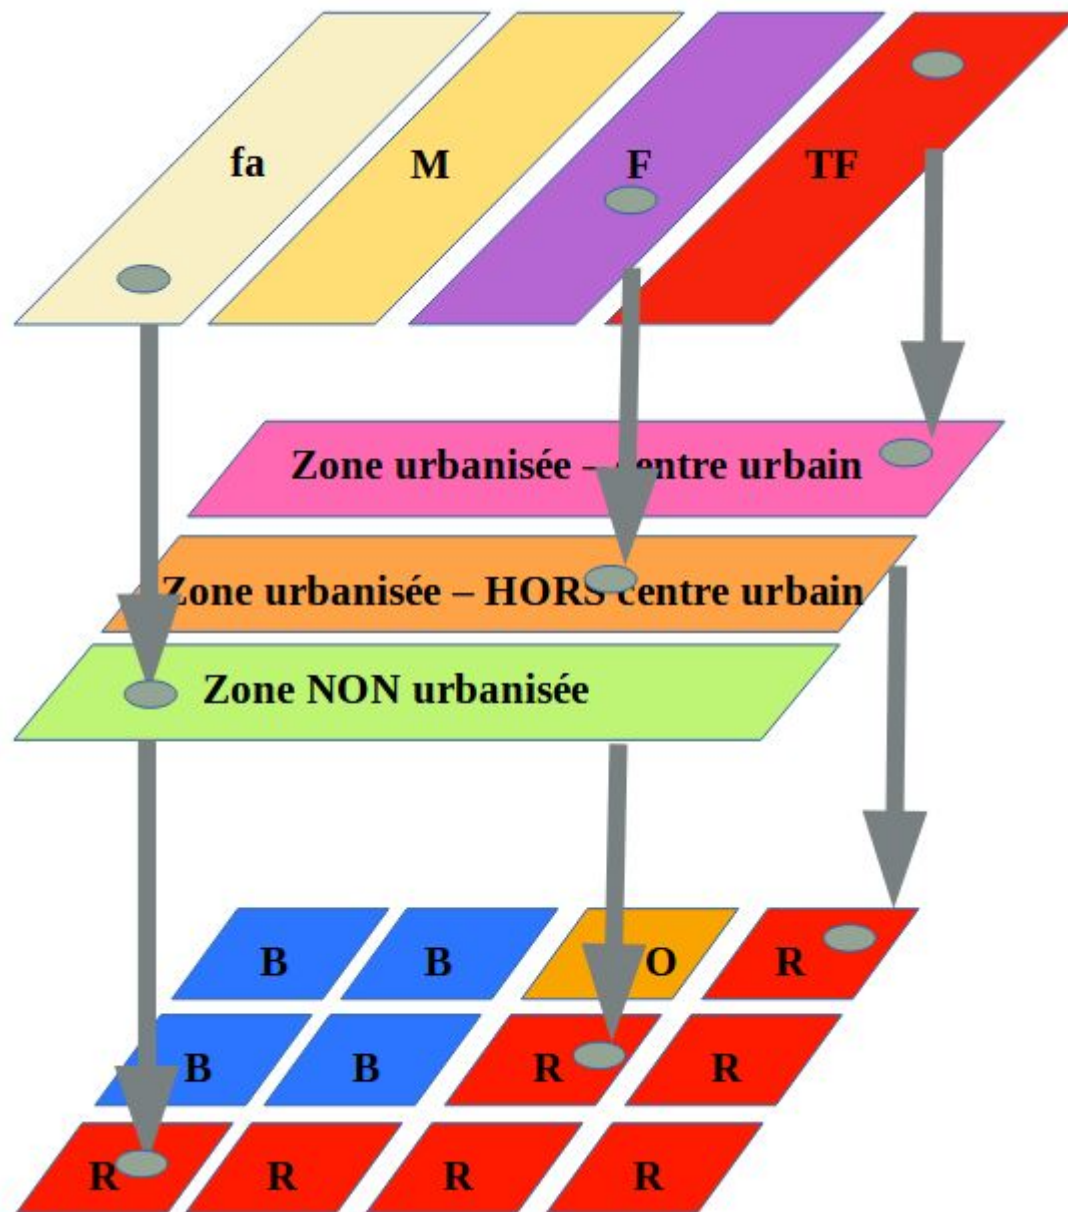 fa M F TF
Zone urbanisée – centre urbain
Zone urbanisée – HORS centre urbain
Zone NON urbanisée
B B O R
B B R R
R R R R